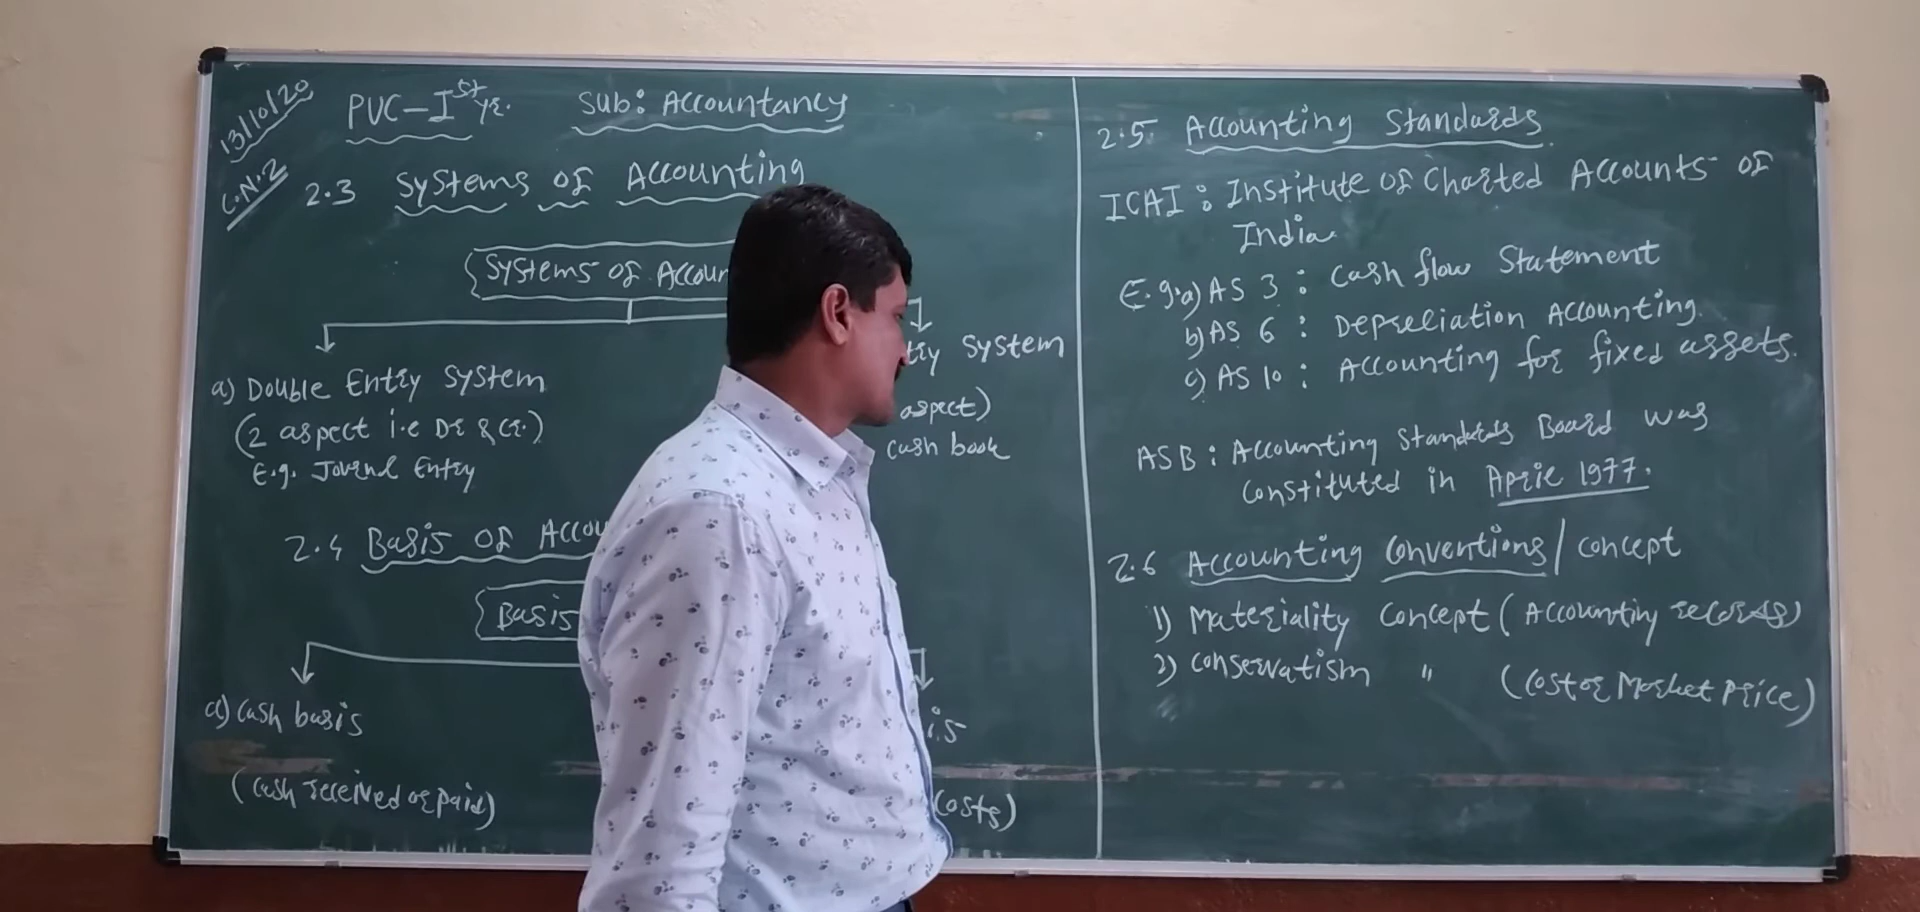 13/10/20
C.N.2
PUC-Ist yr.
Sub: Accountancy
2.3 Systems of Accounting
Systems of Accoun
a) Double Entry System
(2 aspect i.e Dr & Cr.)
E.g. Journl Entry
try System
aspect)
cash book
2.4 Basis of Accou
Basis
a) Cash basis
(cash received or paid)
is
Costs)
2.5. Accounting Standards.
ICAI : Institute of Charted Accounts of
India
E.g. a) AS 3 : Cash flow Statement
b) AS 6 : Depreciation Accounting.
c) AS 10 : Accounting for fixed assets.
ASB : Accounting Standards Board was
Constituted in April 1977.
2.6 Accounting Conventions/concept
1) Materiality Concept (Accounting records)
2) Conservatism " (Cost or Market Price)